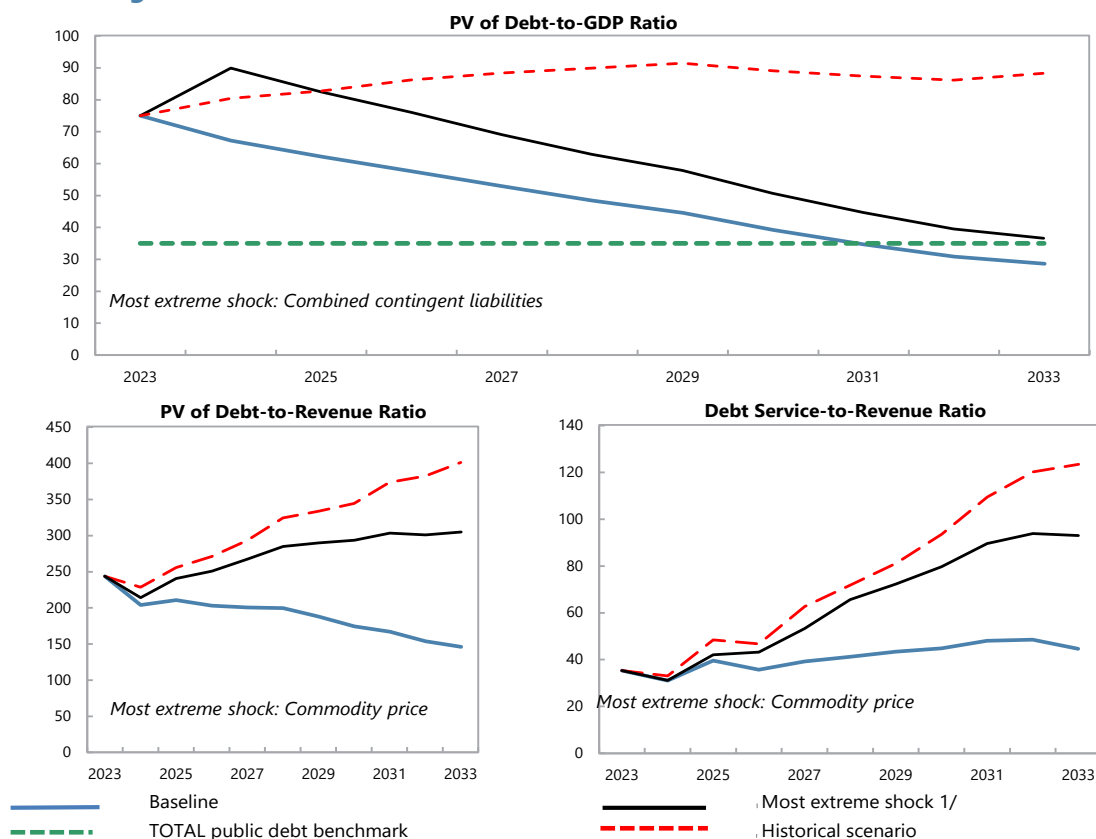 PV of Debt-to-GDP Ratio
100
90
80
70
60
50
40
30
20
10
0
Most extreme shock: Combined contingent liabilities
2023 2025 2027 2029 2031 2033
PV of Debt-to-Revenue Ratio
450
400
350
300
250
200
150
100
50
0
Most extreme shock: Commodity price
2023 2025 2027 2029 2031 2033
Debt Service-to-Revenue Ratio
140
120
100
80
60
40
20
0
Most extreme shock: Commodity price
2023 2025 2027 2029 2031 2033
Baseline
TOTAL public debt benchmark
Most extreme shock 1/
Historical scenario